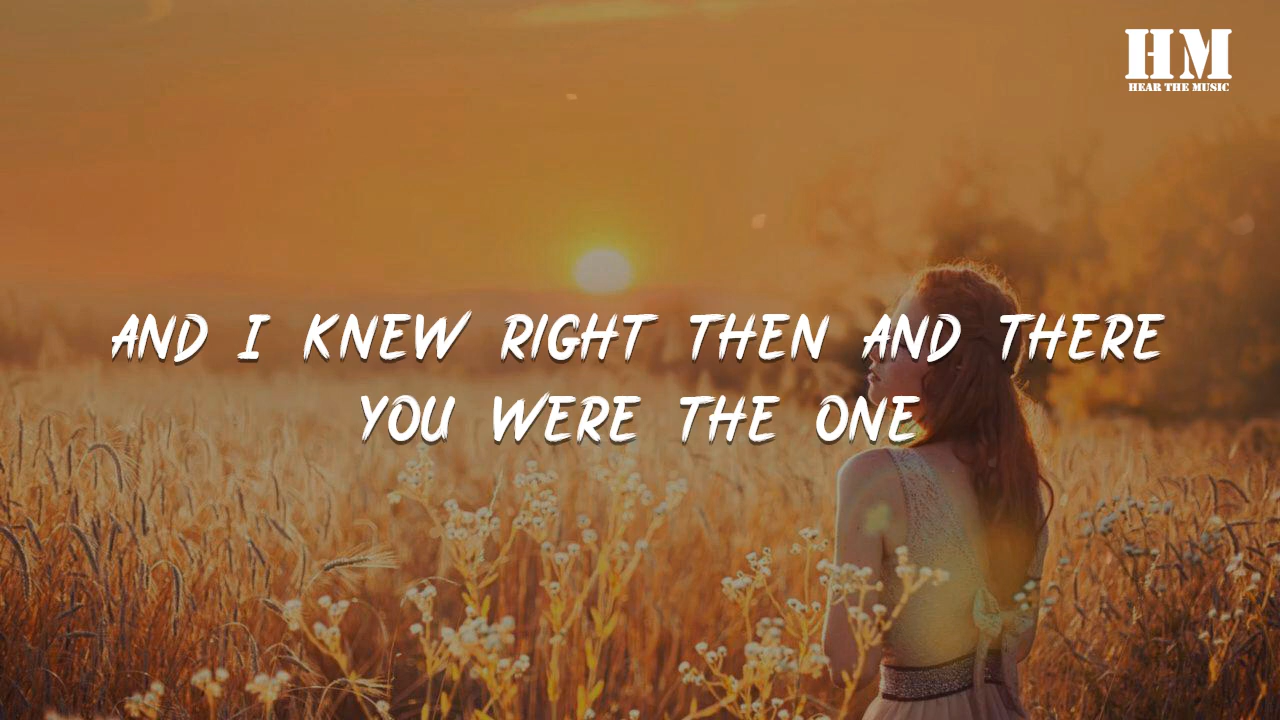 HM
HEAR THE MUSIC
AND I KNEW RIGHT THEN AND THERE
YOU WERE THE ONE